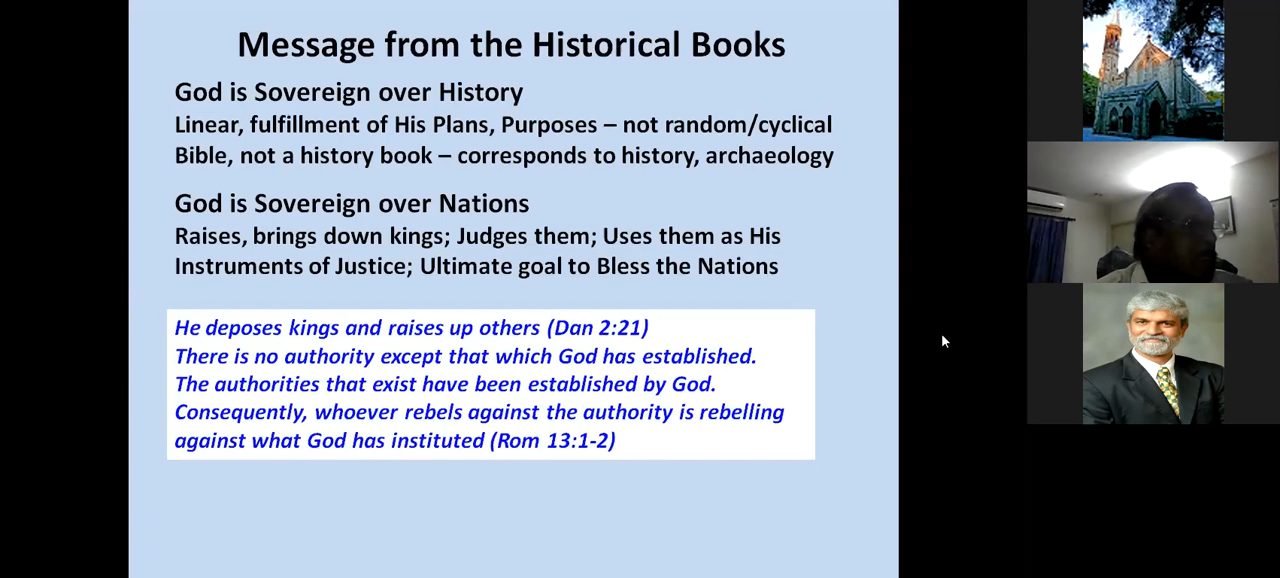 Message from the Historical Books
God is Sovereign over History
Linear, fulfillment of His Plans, Purposes – not random/cyclical
Bible, not a history book – corresponds to history, archaeology
God is Sovereign over Nations
Raises, brings down kings; Judges them; Uses them as His
Instruments of Justice; Ultimate goal to Bless the Nations
He deposes kings and raises up others (Dan 2:21)
There is no authority except that which God has established.
The authorities that exist have been established by God.
Consequently, whoever rebels against the authority is rebelling
against what God has instituted (Rom 13:1-2)